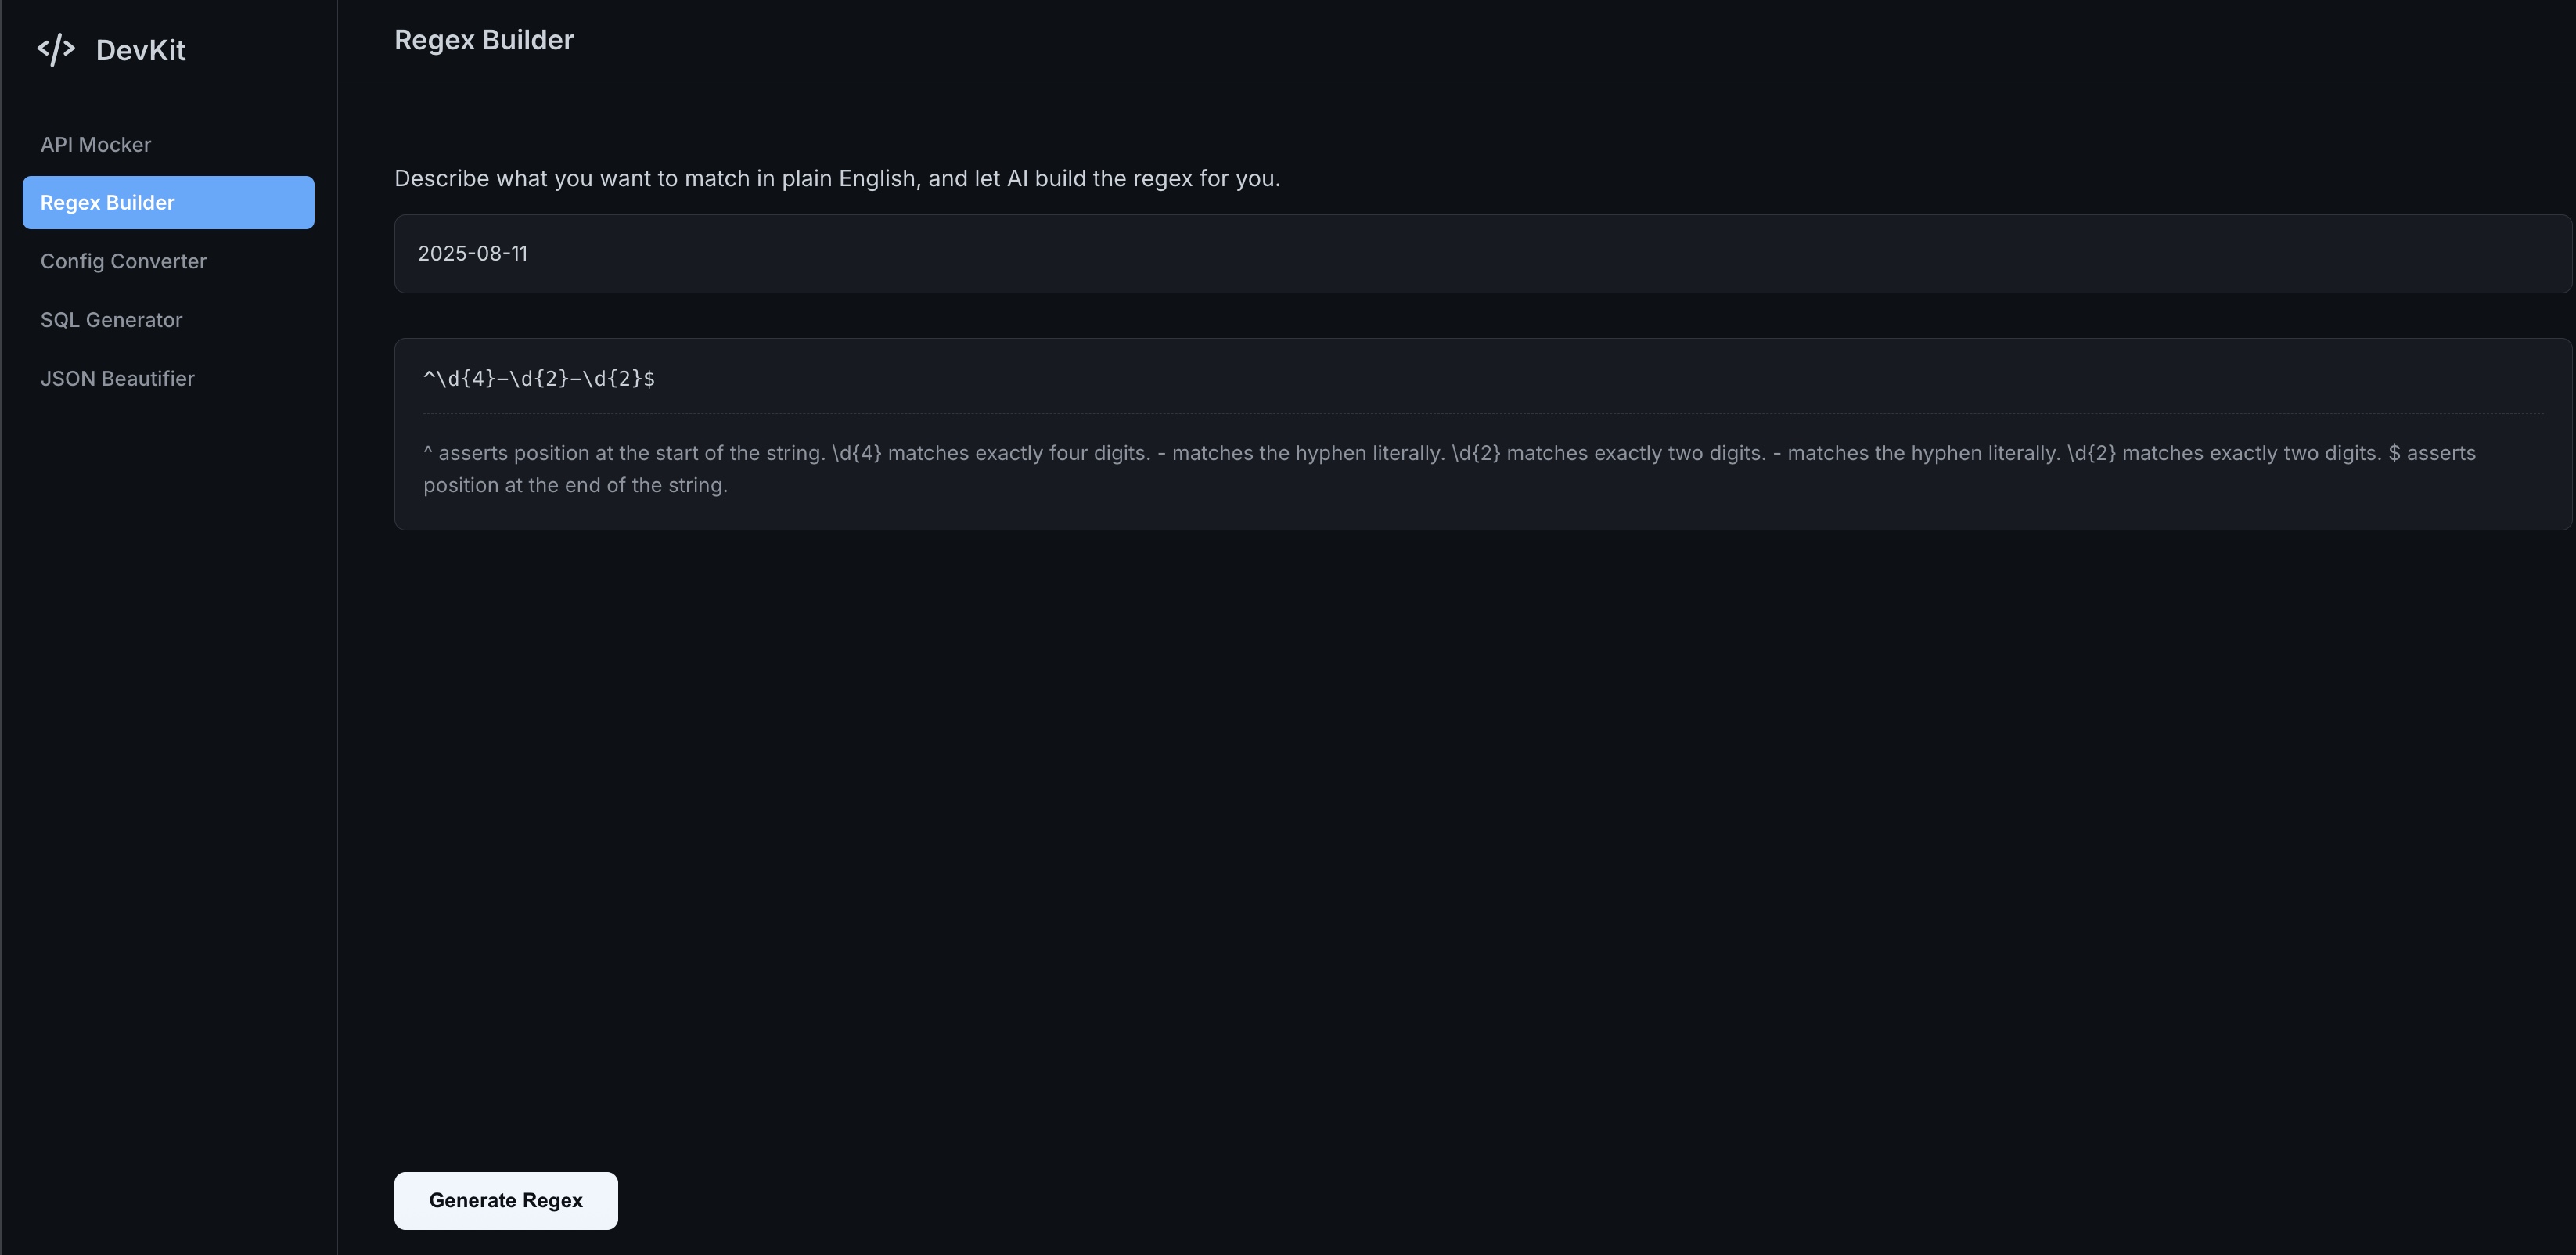 DevKit
API Mocker
Regex Builder
Config Converter
SQL Generator
JSON Beautifier
Regex Builder
Describe what you want to match in plain English, and let AI build the regex for you.
2025-08-11
^\d{4}–\d{2}–\d{2}$
^ asserts position at the start of the string. \d{4} matches exactly four digits. - matches the hyphen literally. \d{2} matches exactly two digits. - matches the hyphen literally. \d{2} matches exactly two digits. $ asserts
position at the end of the string.
Generate Regex